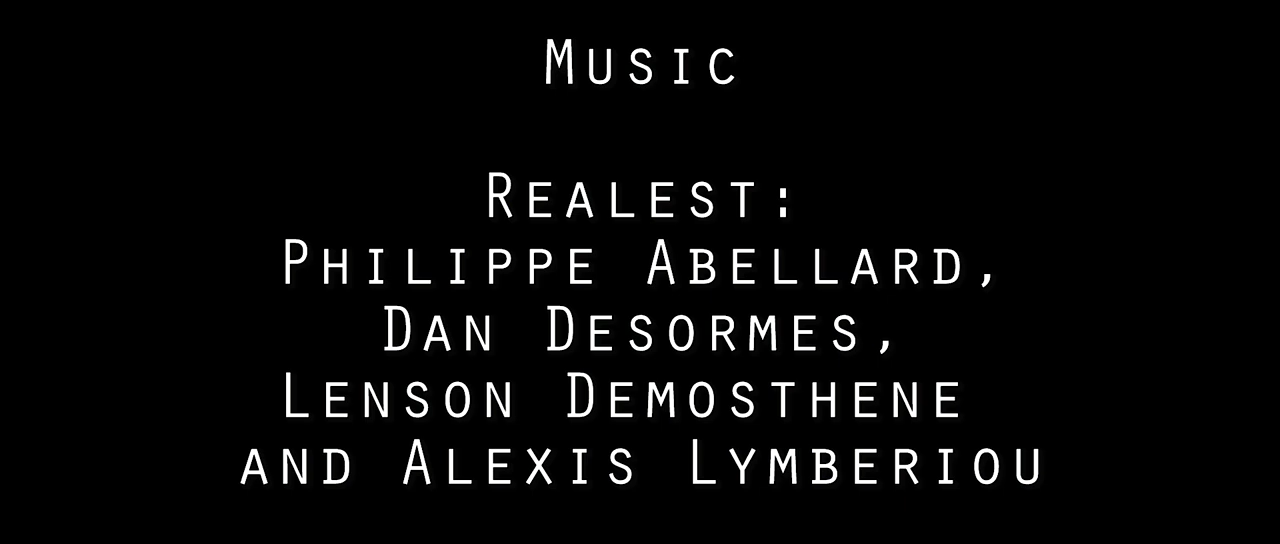 Music
Realest:
Philippe Abellard,
Dan Desormes,
Lenson Demosthene
and Alexis Lymberiou